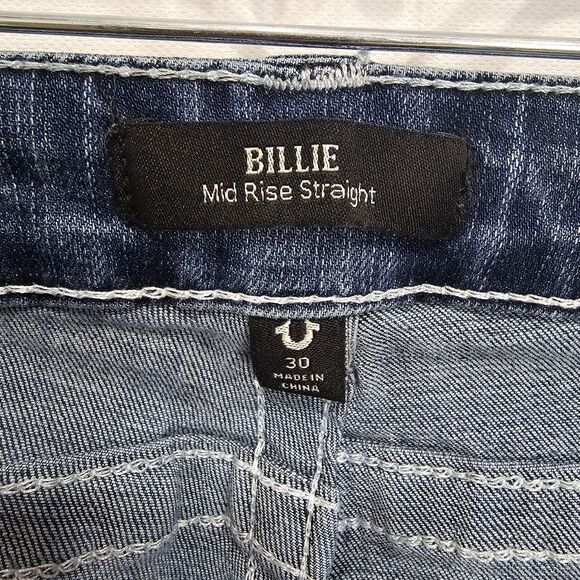 BILLIE
Mid Rise Straight
30
MADE IN
CHINA